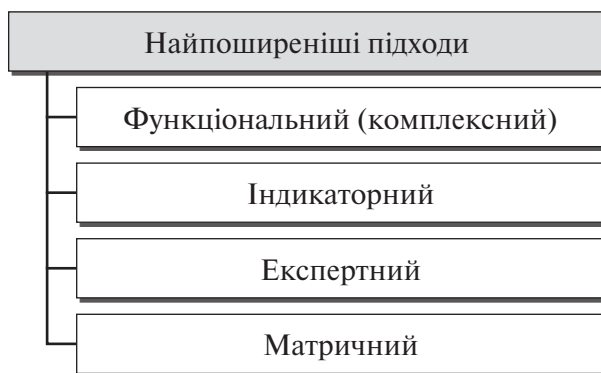 Найпоширеніші підходи
Функціональний (комплексний)
Індикаторний
Експертний
Матричний